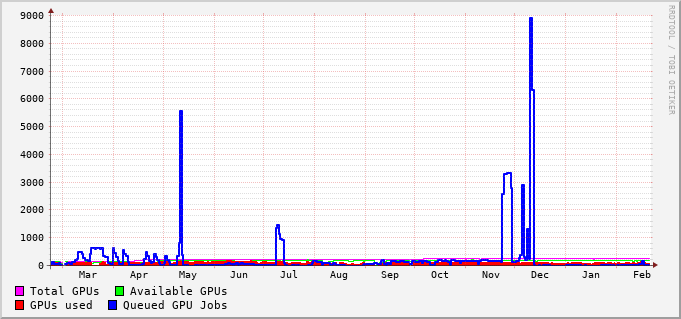 9000
8000
7000
6000
5000
4000
3000
2000
1000
0
Mar Apr May Jun Jul Aug Sep Oct Nov Dec Jan Feb
Total GPUs Available GPUs
GPUs used Queued GPU Jobs
RRDTOOL / TOBI OETIKER